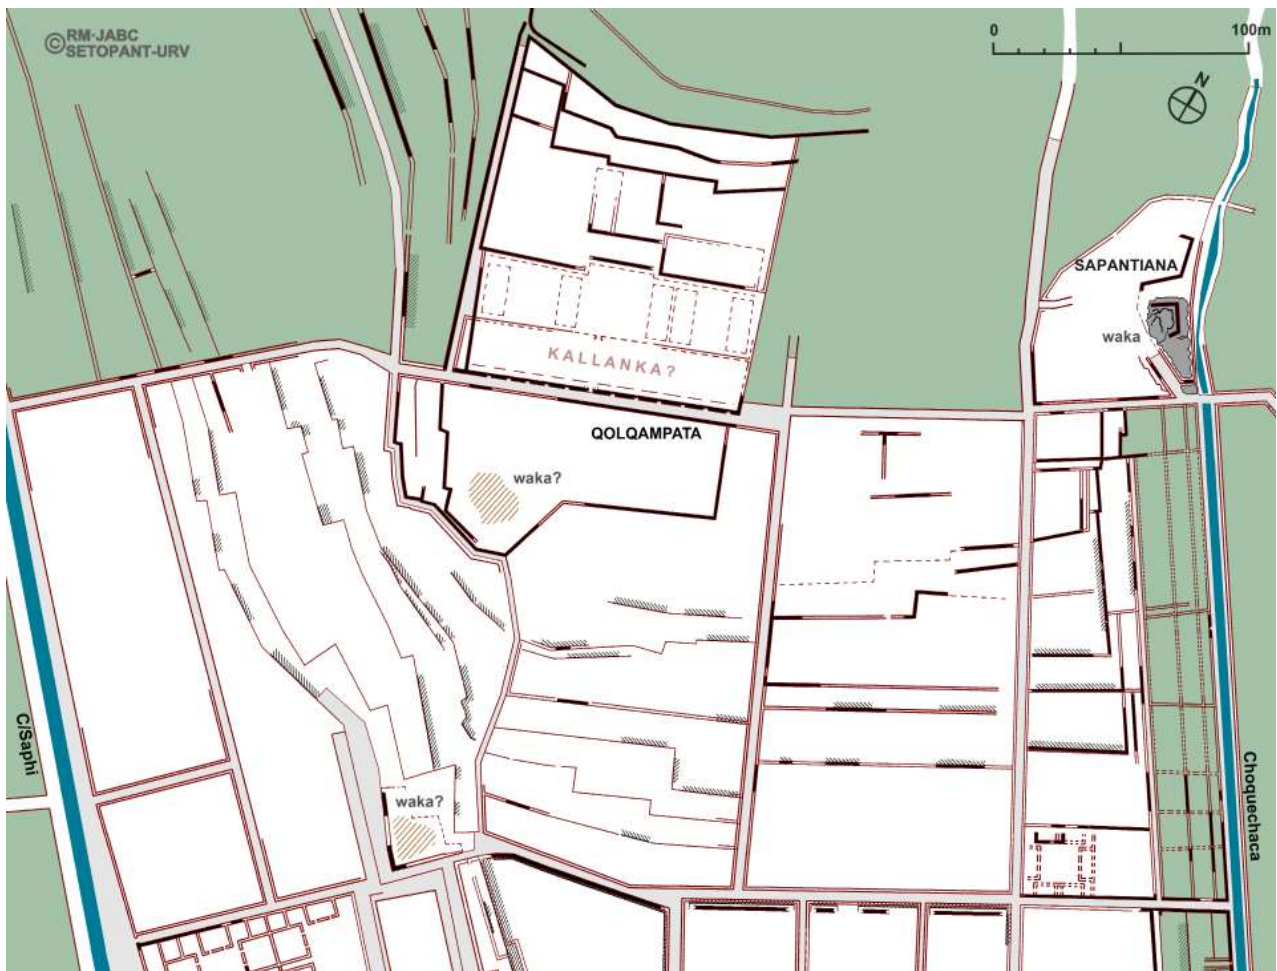 ©RM-JABC
SETOPANT-URV
0 100m
N
SAPANTIANA
waka
KALLANKA?
QOLQAMPATA
waka?
C/Saphi
waka?
Choquechaca